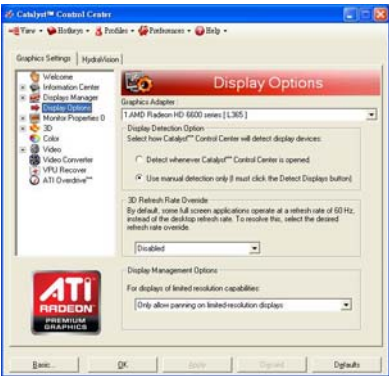 Catalyst™ Control Center
View Hotkeys Profiles Preferences Help
Graphics Settings HydraVision
Welcome
Information Center
Displays Manager
Display Options
Monitor Properties 0
3D
Color
Video
Video Converter
VPU Recover
ATI Overdrive™
Display Options
Graphics Adapter:
1.AMD Radeon HD 6600 series [ L365 ]
Display Detection Option
Select how Catalyst™ Control Center will detect display devices:
Detect whenever Catalyst™ Control Center is opened
Use manual detection only (I must click the Detect Displays button)
3D Refresh Rate Override
By default, some full screen applications operate at a refresh rate of 60 Hz,
instead of the desktop refresh rate. To resolve this, select the desired
refresh rate override.
Disabled
Display Management Options
For displays of limited resolution capabilities:
Only allow panning on limited-resolution displays
ATI
RADEON
PREMIUM
GRAPHICS
Basic... OK Apply Discard Defaults